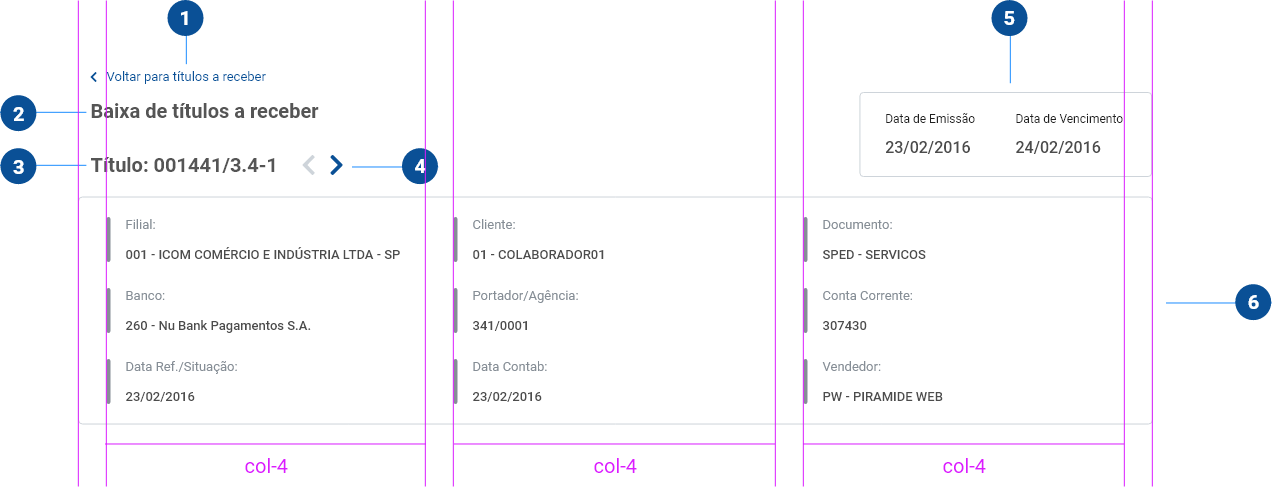 1
5
Voltar para títulos a receber
2
Baixa de títulos a receber
Data de Emissão
Data de Vencimento
23/02/2016
24/02/2016
3
Título: 001441/3.4-1
4
Filial:
Cliente:
Documento:
001 - ICOM COMÉRCIO E INDÚSTRIA LTDA - SP
01 - COLABORADOR01
SPED - SERVICOS
Banco:
Portador/Agência:
Conta Corrente:
6
260 - Nu Bank Pagamentos S.A.
341/0001
307430
Data Ref./Situação:
Data Contab:
Vendedor:
23/02/2016
23/02/2016
PW - PIRAMIDE WEB
col-4
col-4
col-4